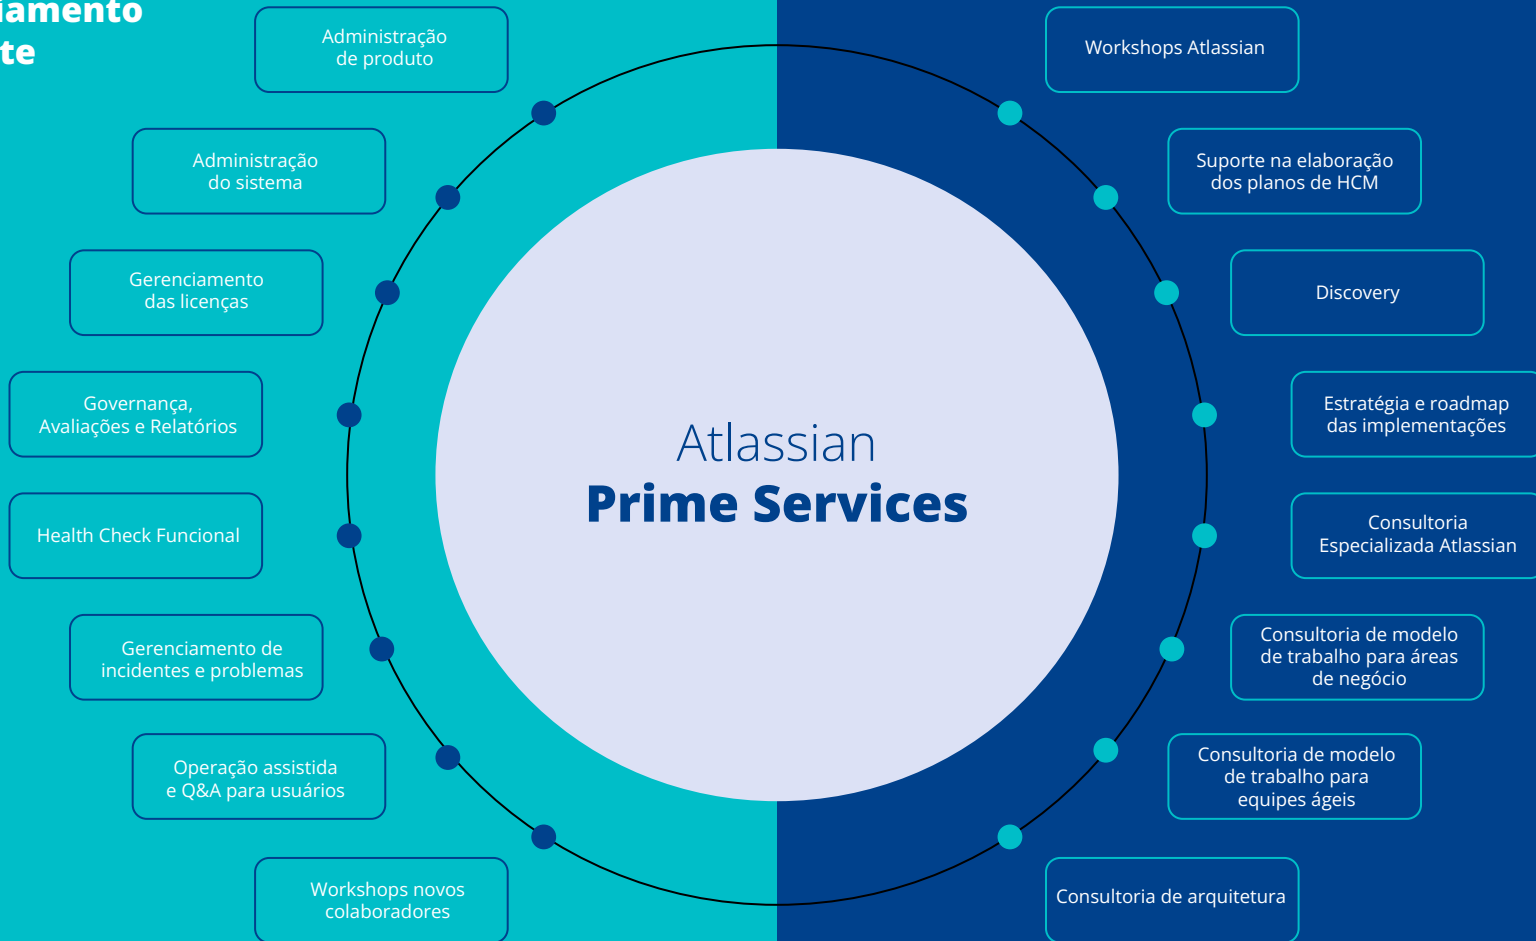 Administração
de produto
Administração
do sistema
Gerenciamento
das licenças
Governança,
Avaliações e Relatórios
Health Check Funcional
Gerenciamento de
incidentes e problemas
Operação assistida
e Q&A para usuários
Workshops novos
colaboradores
Atlassian
Prime Services
Workshops Atlassian
Suporte na elaboração
dos planos de HCM
Discovery
Estratégia e roadmap
das implementações
Consultoria
Especializada Atlassian
Consultoria de modelo
de trabalho para áreas
de negócio
Consultoria de modelo
de trabalho para
equipes ágeis
Consultoria de arquitetura